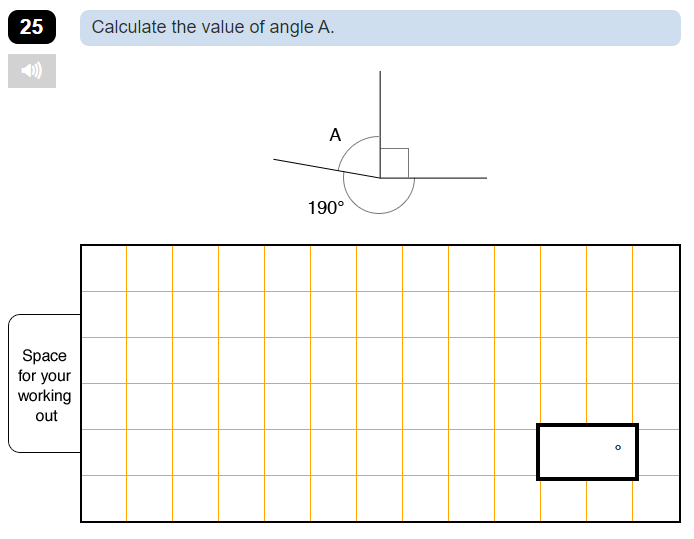 25
Calculate the value of angle A.
A
190°
Space
for your
working
out
°